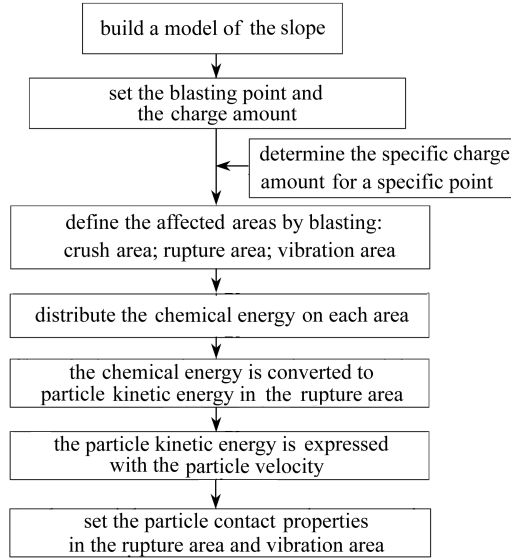 build a model of the slope
set the blasting point and
the charge amount
determine the specific charge
amount for a specific point
define the affected areas by blasting:
crush area; rupture area; vibration area
distribute the chemical energy on each area
the chemical energy is converted to
particle kinetic energy in the rupture area
the particle kinetic energy is expressed
with the particle velocity
set the particle contact properties
in the rupture area and vibration area